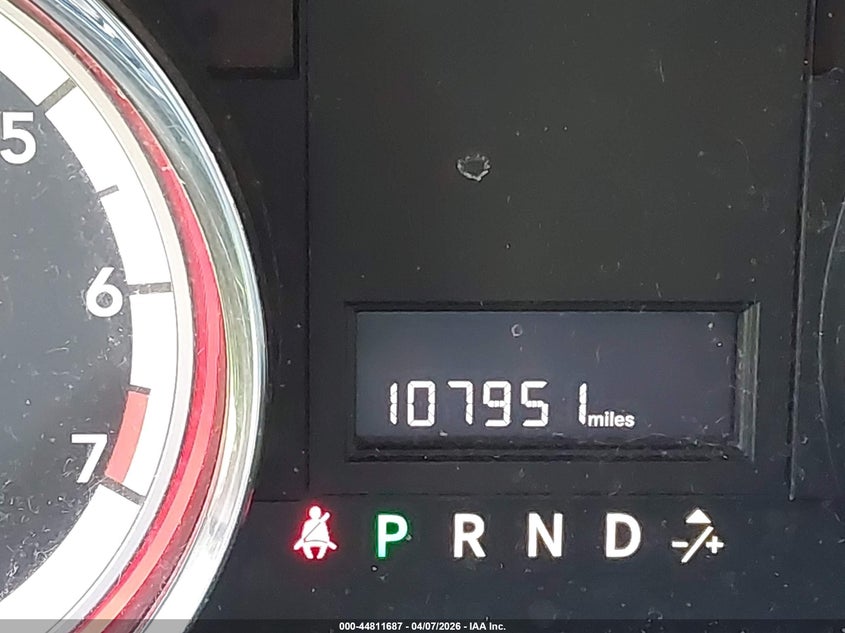 5
6
7
107951 miles
P R N D -/+
000-44811687 - 04/07/2026 - IAA Inc.